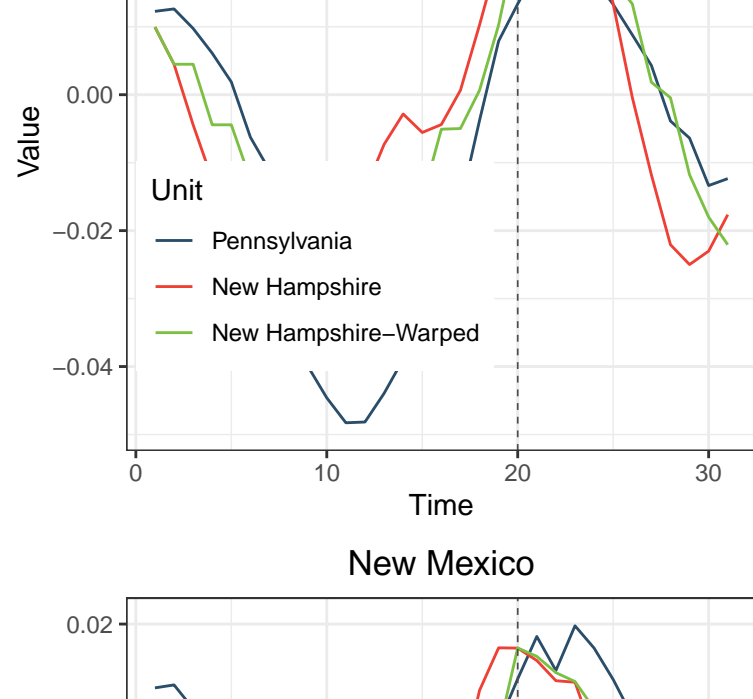 0.00
Value
Unit
−0.02
Pennsylvania
New Hampshire
New Hampshire−Warped
−0.04
0 10 20 30
Time
New Mexico
0.02